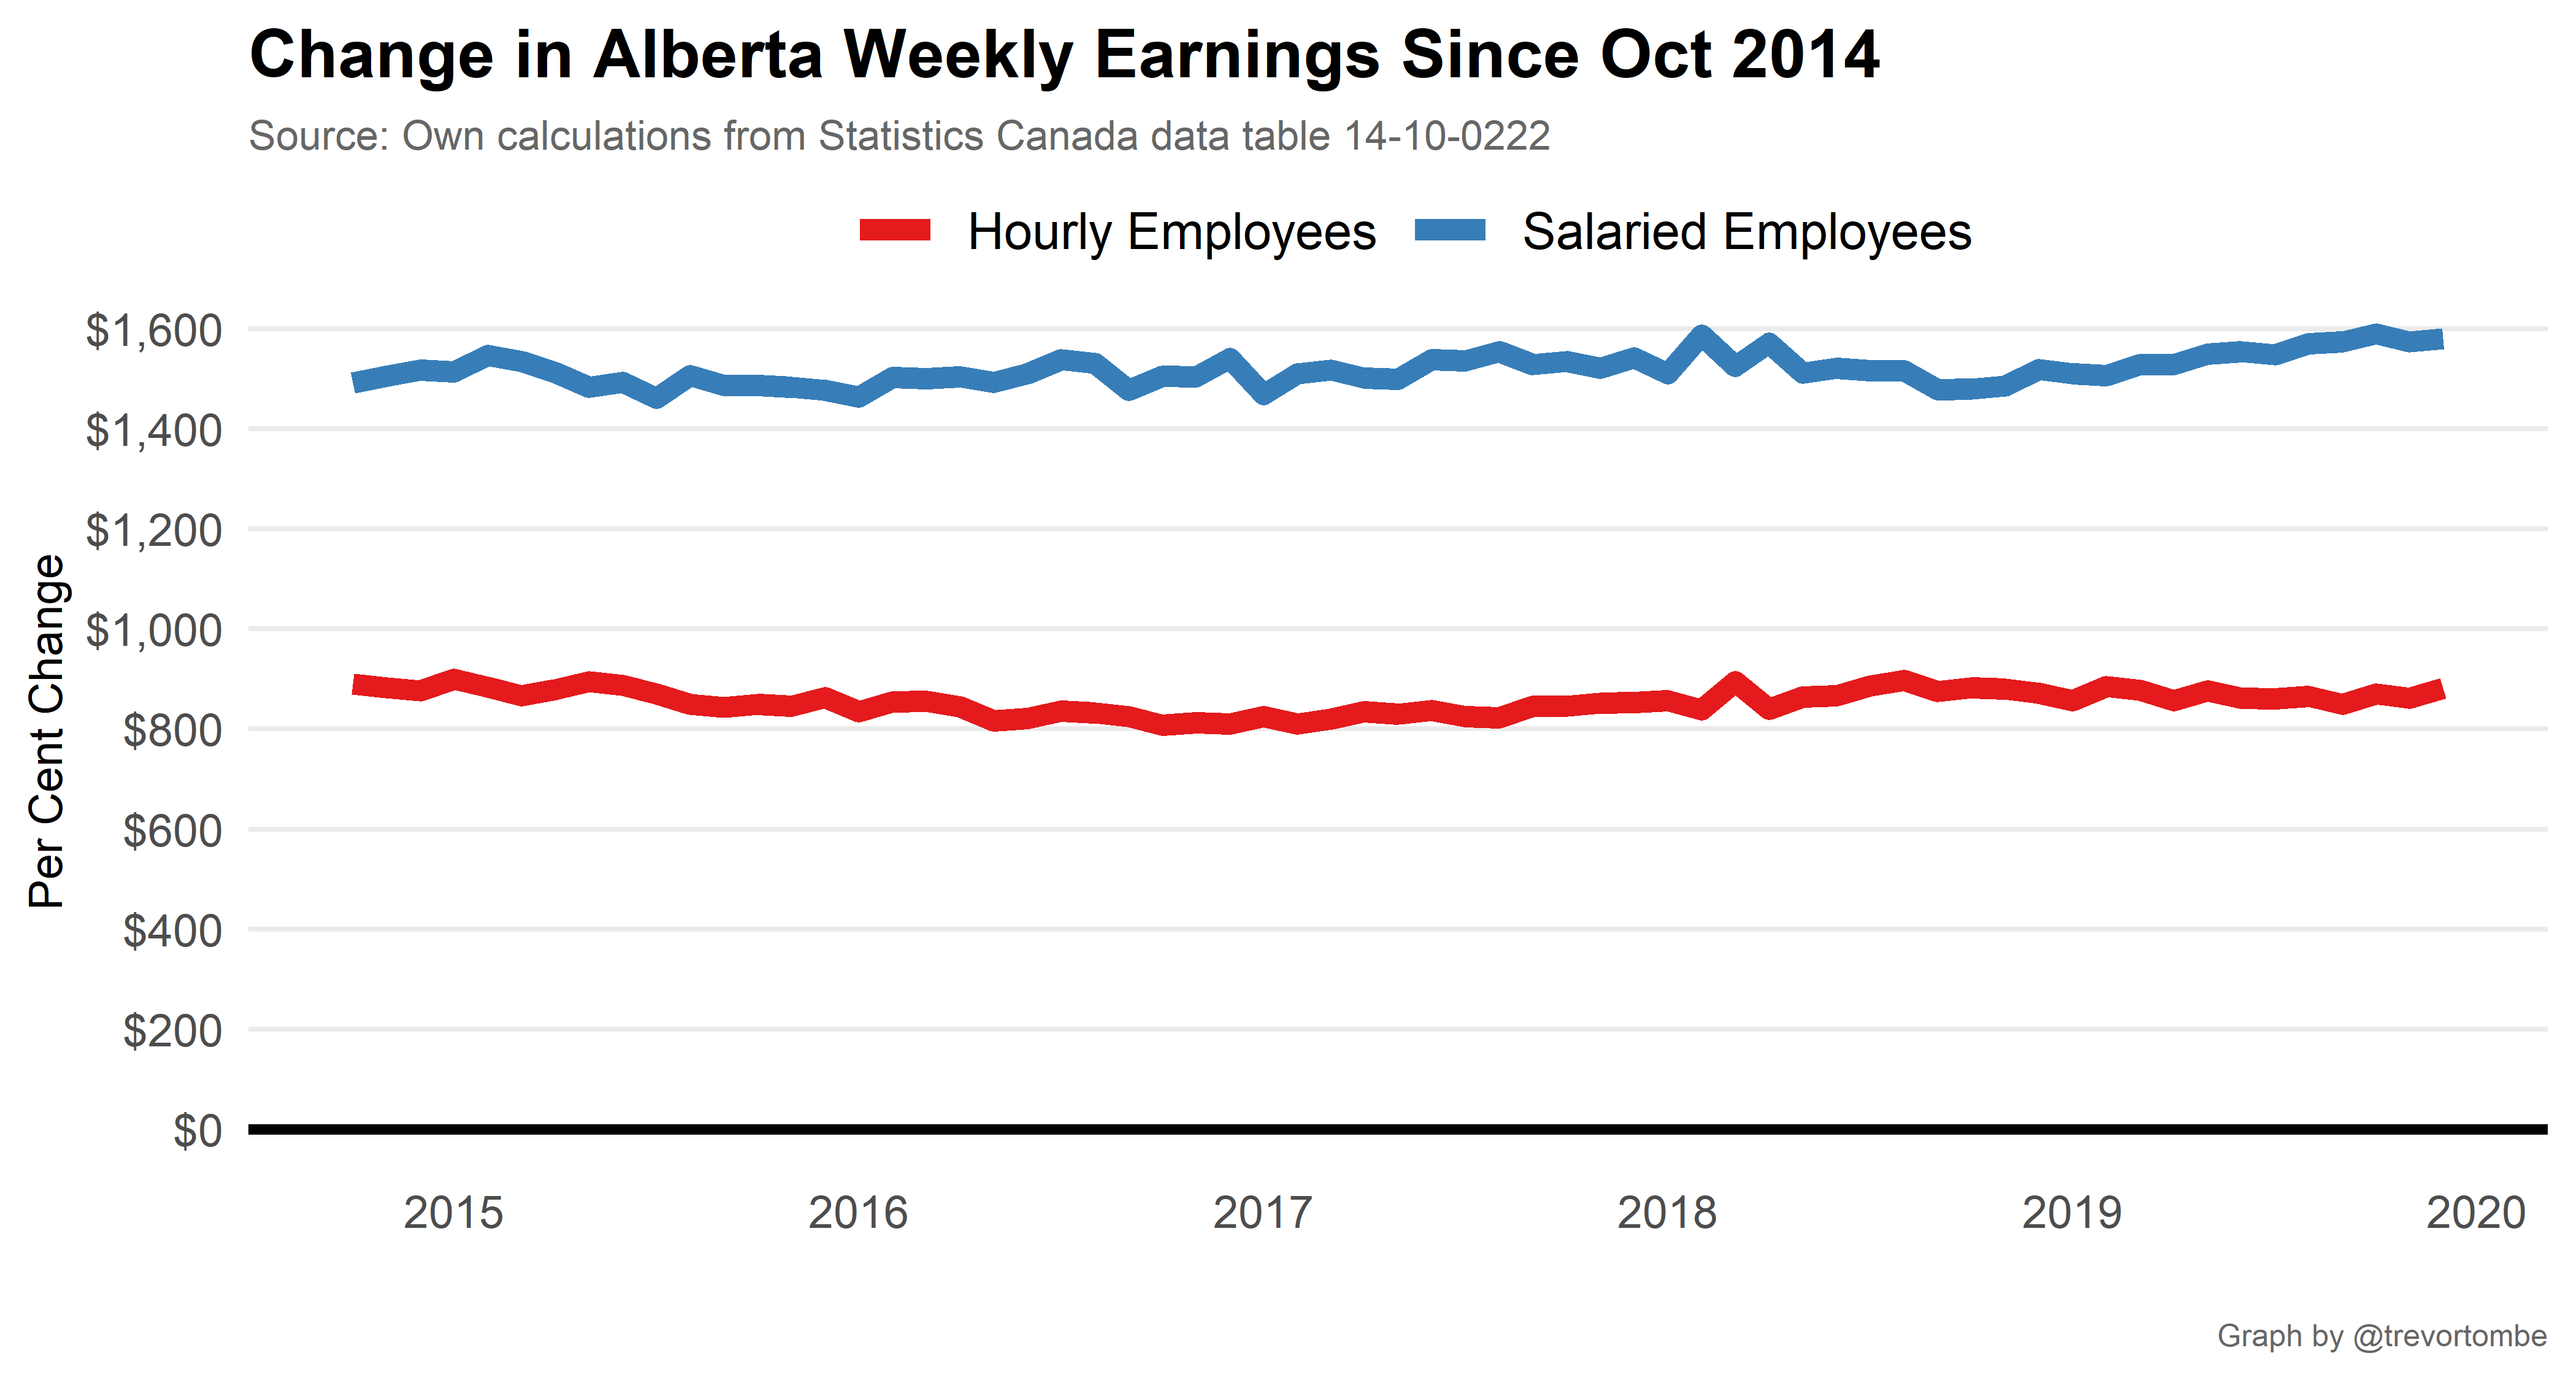 Change in Alberta Weekly Earnings Since Oct 2014
Source: Own calculations from Statistics Canada data table 14-10-0222
Hourly Employees Salaried Employees
Per Cent Change
$1,600
$1,400
$1,200
$1,000
$800
$600
$400
$200
$0
2015 2016 2017 2018 2019 2020
Graph by @trevortombe